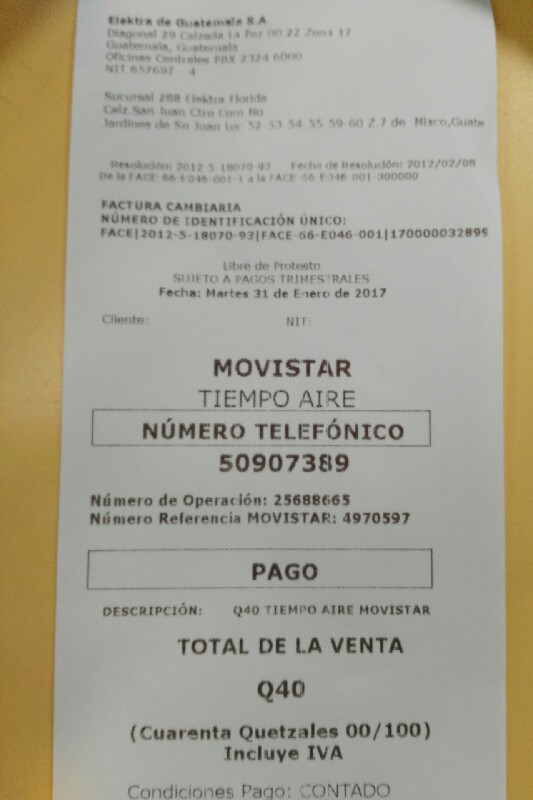 Elektra de Guatemala S.A.
Diagonal 29 Calzada La Paz 00 22 Zona 17
Guatemala, Guatemala
Oficinas Centrales PBX 2324 6000
NIT 657697 4
Sucursal 288 Elektra Florida
Calz.San Juan Ctro Com No
Jardines de Sn Juan Loc 52 53 54 55 59-60 Z.7 de Mixco,Guate
Resolución: 2012-5-18070-93 Fecha de Resolución: 2012/02/08
De la FACE-66-E046-001-1 a la FACE-66-E046-001-300000
FACTURA CAMBIARIA
NÚMERO DE IDENTIFICACIÓN ÚNICO:
FACE|2012-5-18070-93|FACE-66-E046-001|170000032899
Libre de Protesto
SUJETO A PAGOS TRIMESTRALES
Fecha: Martes 31 de Enero de 2017
Cliente: NIT:
MOVISTAR
TIEMPO AIRE
NÚMERO TELEFÓNICO
50907389
Número de Operación: 25688665
Número Referencia MOVISTAR: 4970597
PAGO
DESCRIPCIÓN: Q40 TIEMPO AIRE MOVISTAR
TOTAL DE LA VENTA
Q40
(Cuarenta Quetzales 00/100)
Incluye IVA
Condiciones Pago: CONTADO